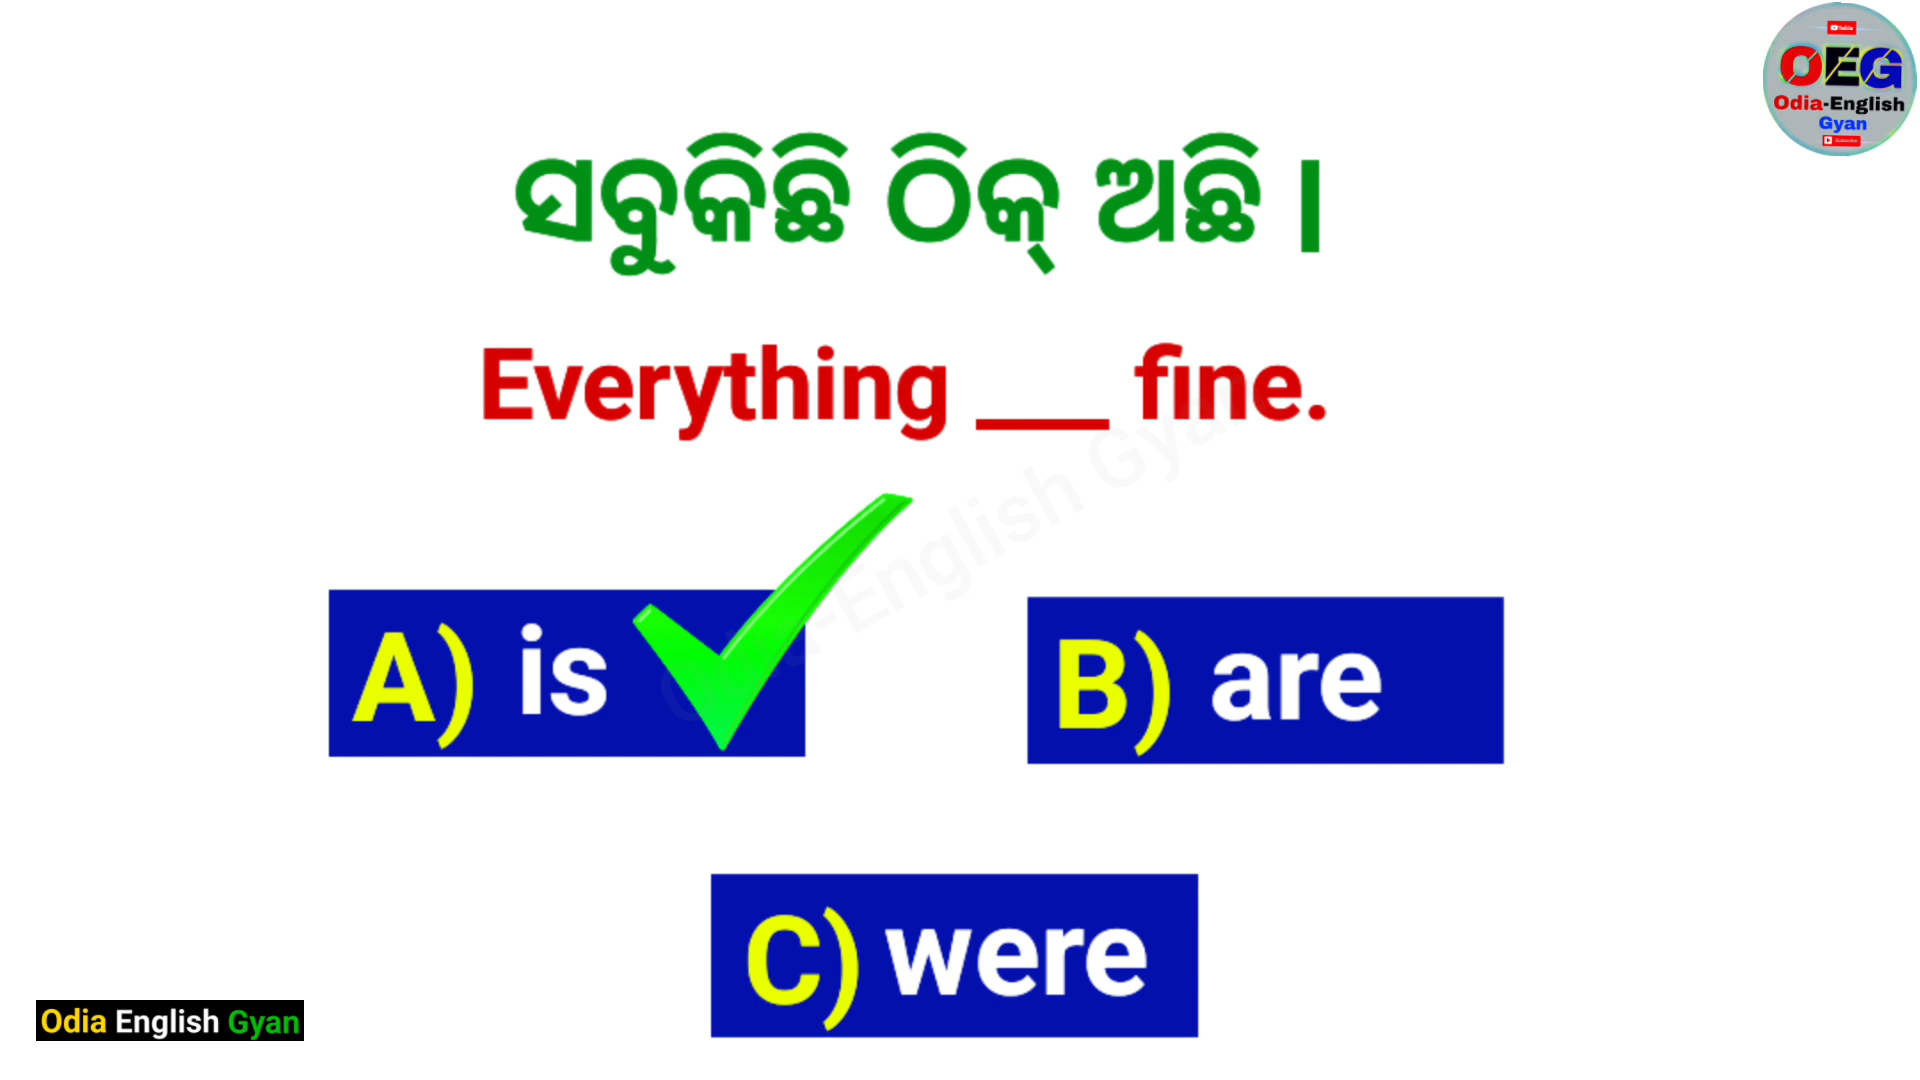 OEG
Odia-English
Gyan
ସବୁକିଛି ଠିକ୍ ଅଛି |
Everything ___ fine.
A) is
B) are
C) were
Odia English Gyan